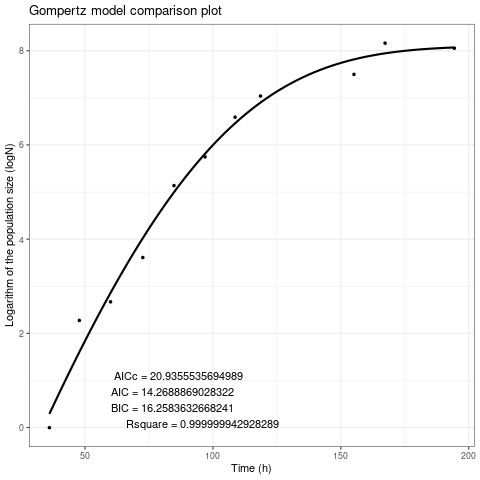 Gompertz model comparison plot
Logarithm of the population size (logN)
8
6
4
2
0
AICc = 20.9355535694989
AIC = 14.2688869028322
BIC = 16.2583632668241
Rsquare = 0.999999942928289
50
100
150
200
Time (h)